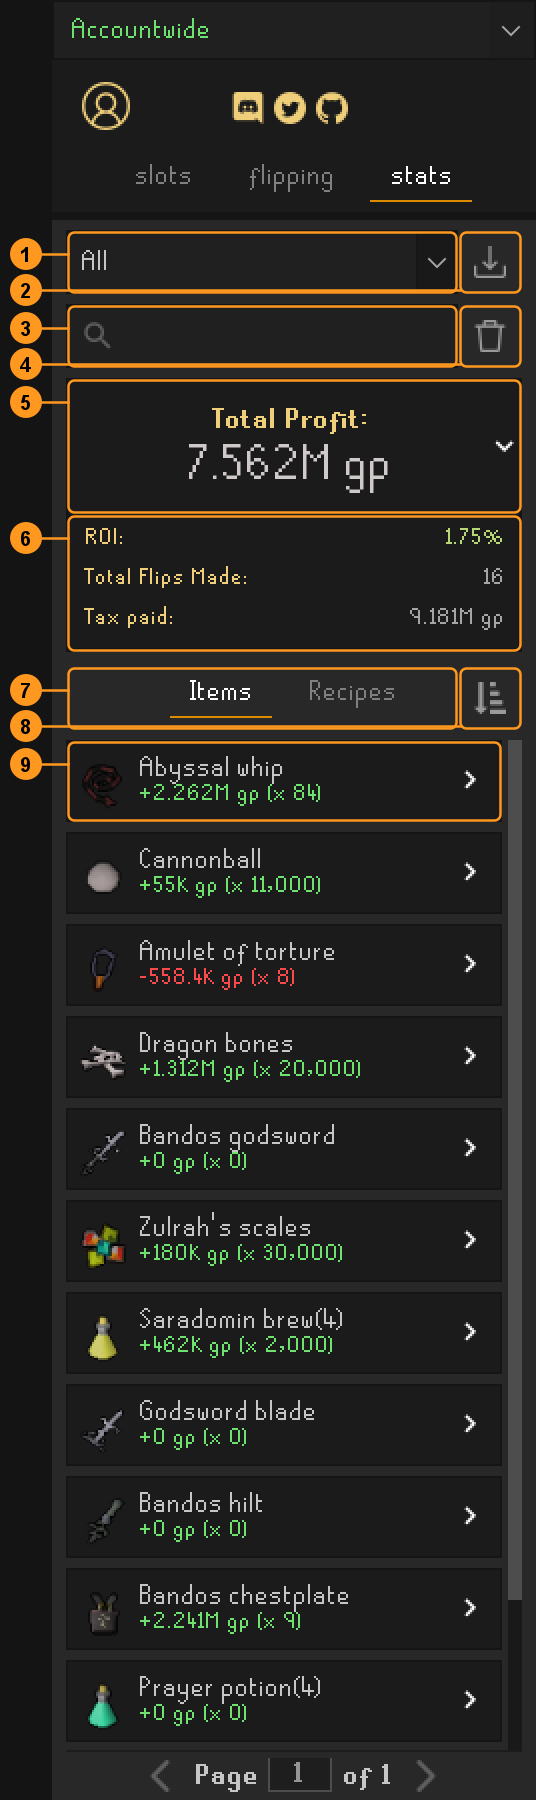 Accountwide
slots flipping stats
1 All
2
3
4
5 Total Profit:
7.562M gp
6 ROI: 1.75%
Total Flips Made: 16
Tax paid: 9.181M gp
7 Items Recipes
8
9 Abyssal whip
+2.262M gp (x 84)
Cannonball
+55K gp (x 11,000)
Amulet of torture
-558.4K gp (x 8)
Dragon bones
+1.312M gp (x 20,000)
Bandos godsword
+0 gp (x 0)
Zulrah's scales
+180K gp (x 30,000)
Saradomin brew(4)
+462K gp (x 2,000)
Godsword blade
+0 gp (x 0)
Bandos hilt
+0 gp (x 0)
Bandos chestplate
+2.241M gp (x 9)
Prayer potion(4)
+0 gp (x 0)
Page 1 of 1